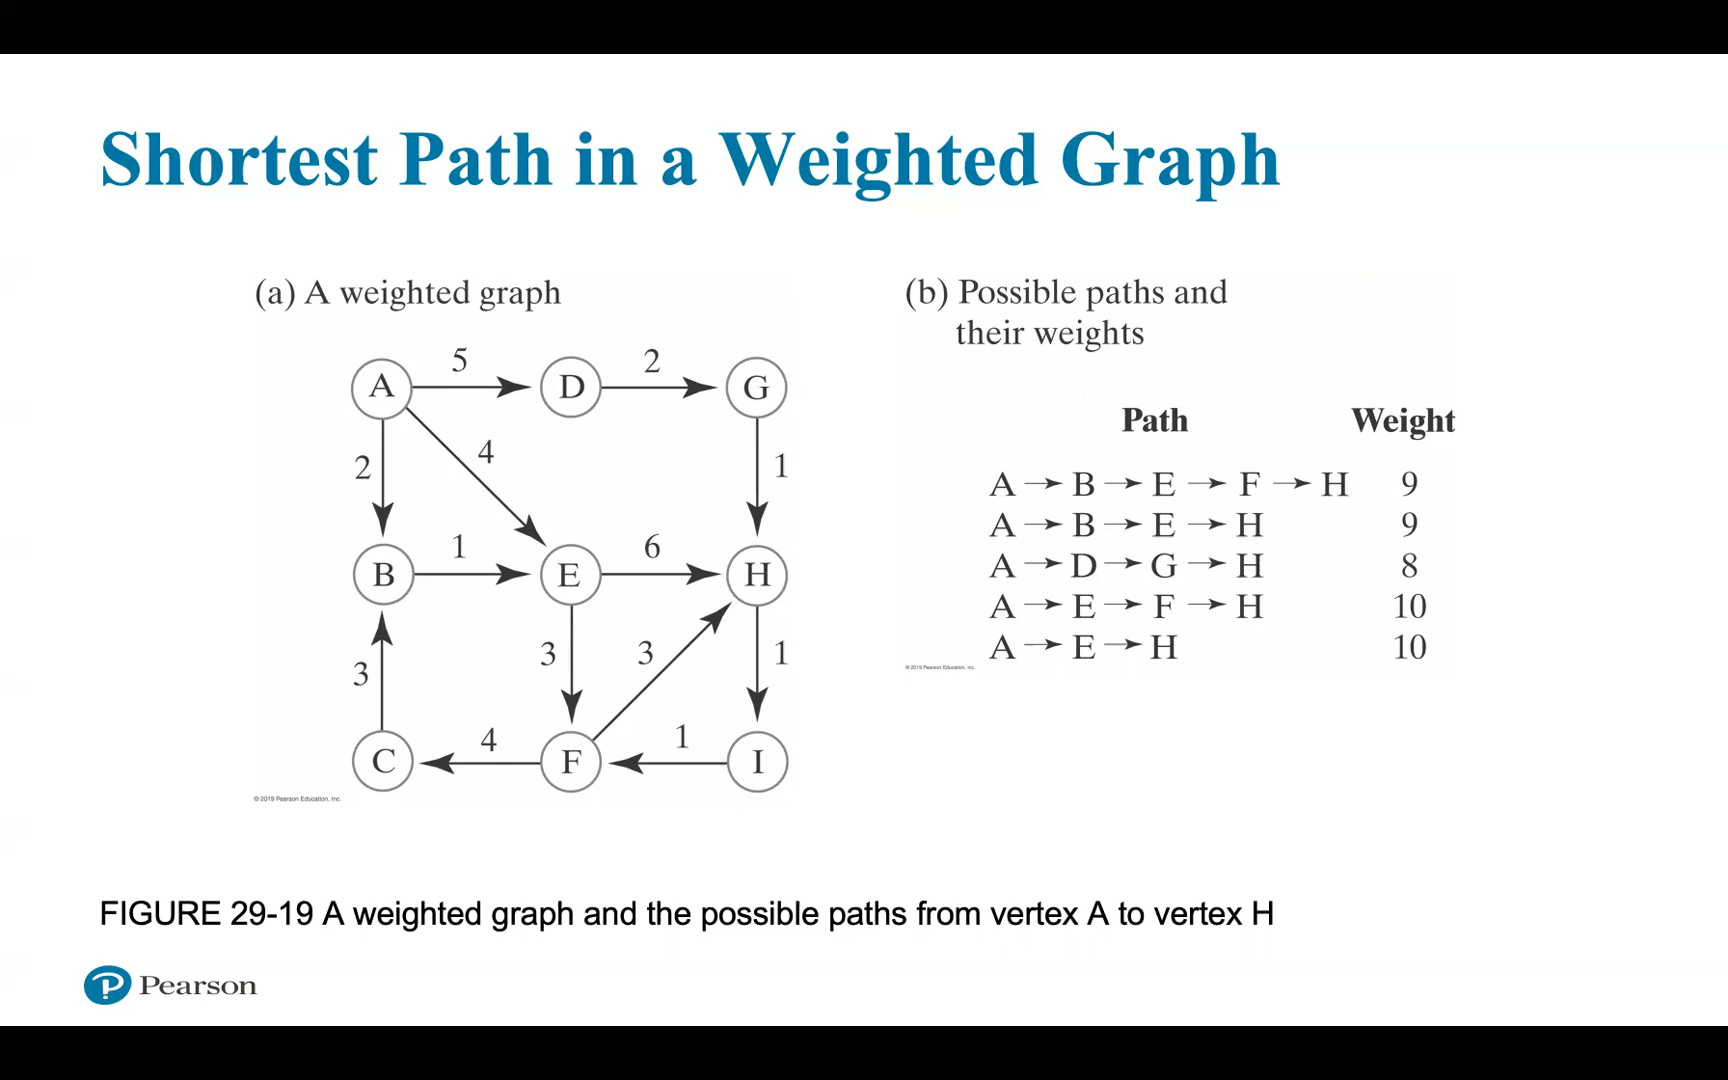 Shortest Path in a Weighted Graph
(a) A weighted graph
5
2
A
D
G
2
4
1
1
6
B
E
H
3
3
3
1
4
1
C
F
I
© 2019 Pearson Education, Inc.
(b) Possible paths and
their weights
Path Weight
A → B → E → F → H 9
A → B → E → H 9
A → D → G → H 8
A → E → F → H 10
A → E → H 10
© 2019 Pearson Education, Inc.
FIGURE 29-19 A weighted graph and the possible paths from vertex A to vertex H
Pearson